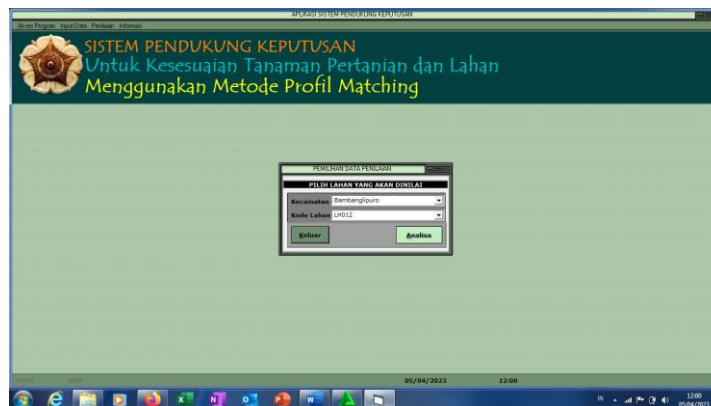 APLIKASI SISTEM PENDUKUNG KEPUTUSAN
Akses Program Input Data Penilaian Informasi
SISTEM PENDUKUNG KEPUTUSAN
Untuk Kesesuaian Tanaman Pertanian dan Lahan
Menggunakan Metode Profil Matching
PEMILIHAN DATA PENILAIAN
PILIH LAHAN YANG AKAN DINILAI
Kecamatan Bambanglipuro
Kode Lahan LH012
Keluar Analisa
05/04/2023 12:00
IN 12:00
05/04/2023